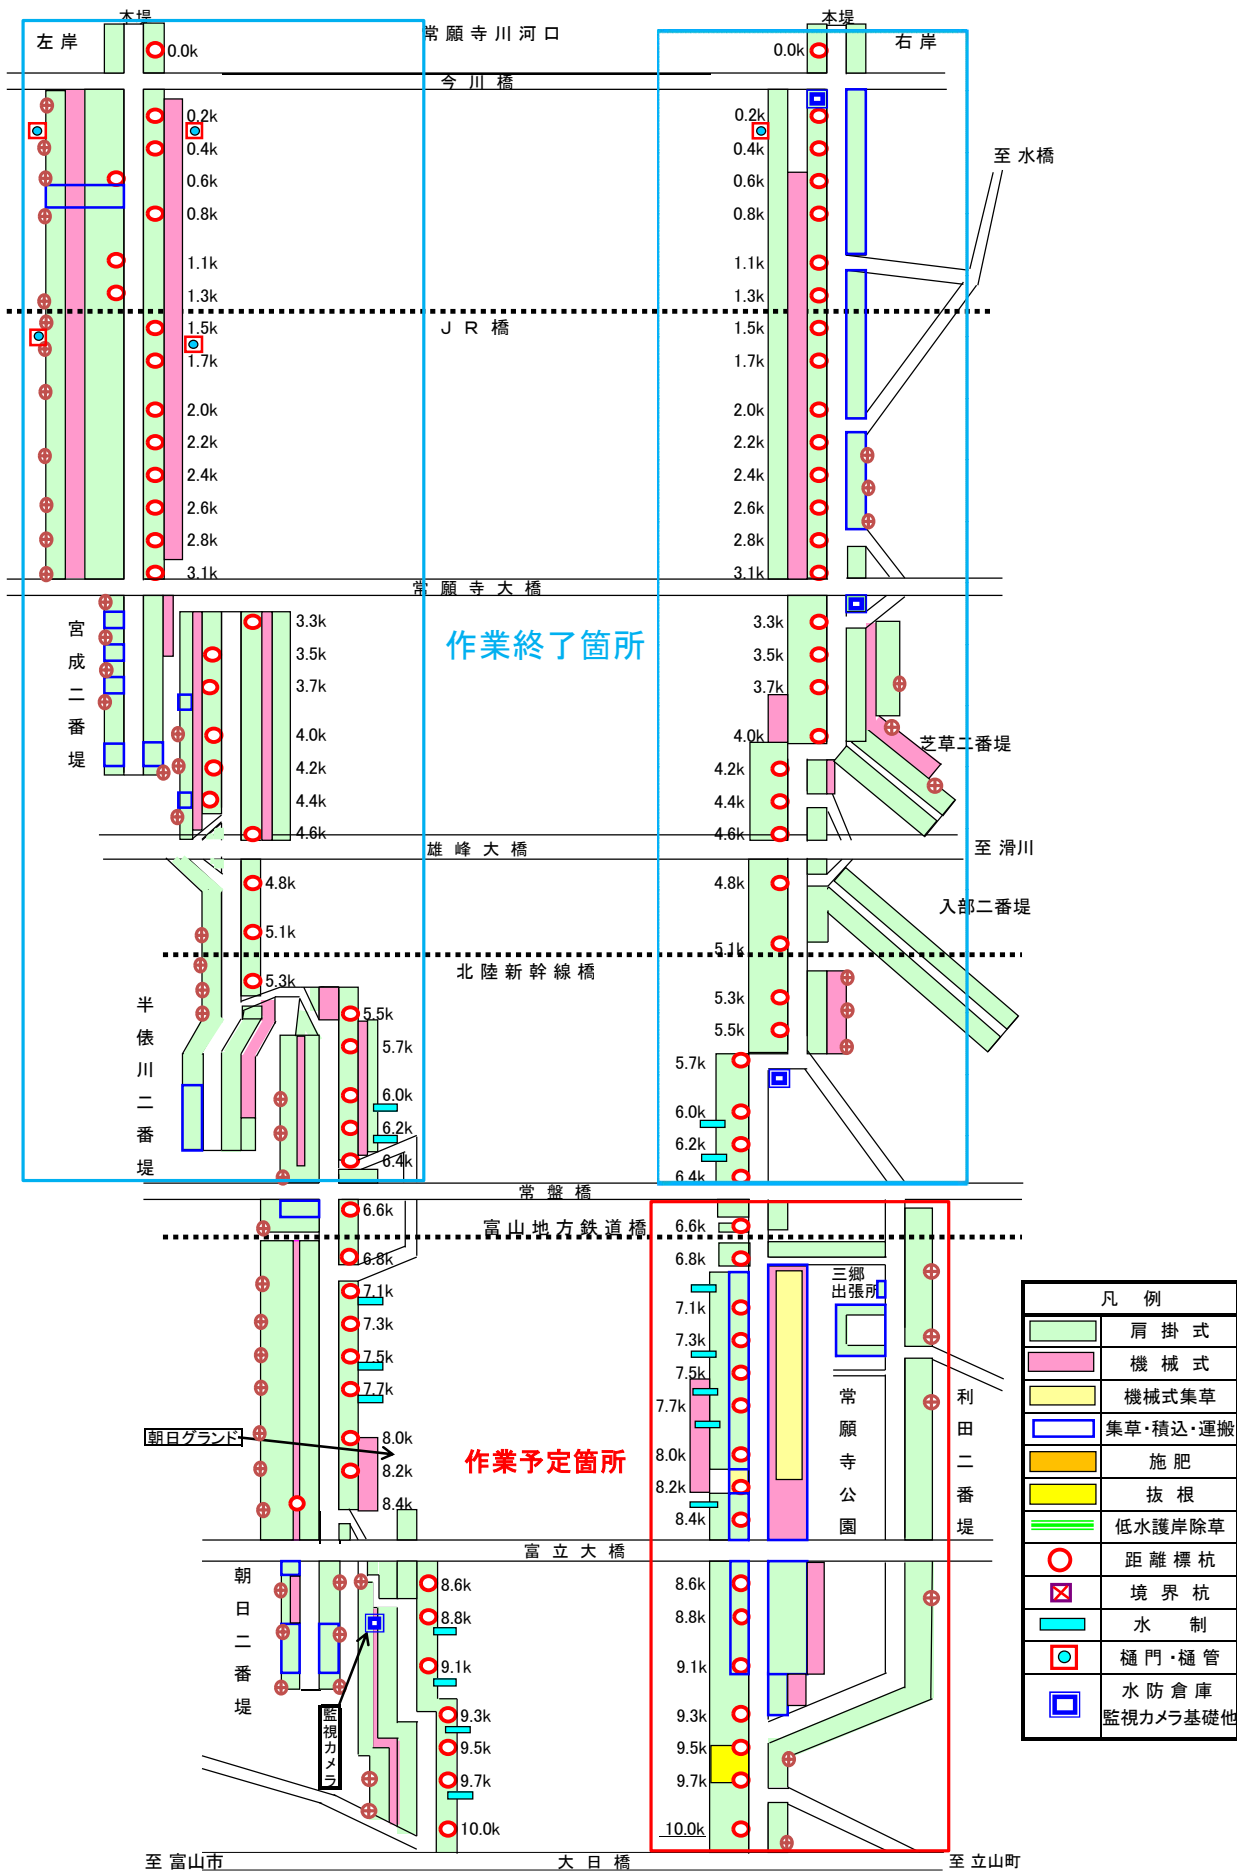 本堤
本堤
左岸
常願寺川河口
右岸
0.0k
0.0k
今川橋
0.2k
0.4k
0.6k
0.8k
1.1k
1.3k
1.5k
1.7k
2.0k
2.2k
2.4k
2.6k
2.8k
3.1k
0.2k
0.4k
0.6k
0.8k
1.1k
1.3k
1.5k
1.7k
2.0k
2.2k
2.4k
2.6k
2.8k
3.1k
至 水橋
JR橋
常願寺大橋
宮成二番堤
3.3k
3.5k
3.7k
4.0k
4.2k
4.4k
4.6k
作業終了箇所
3.3k
3.5k
3.7k
4.0k
4.2k
4.4k
4.6k
芝草二番堤
雄峰大橋
至 滑川
4.8k
5.1k
5.3k
4.8k
5.1k
5.3k
5.5k
入部二番堤
北陸新幹線橋
半俵川二番堤
5.5k
5.7k
6.0k
6.2k
6.4k
5.7k
6.0k
6.2k
6.4k
常盤橋
6.6k
富山地方鉄道橋
6.6k
6.8k
6.8k
7.1k
7.3k
7.5k
7.7k
8.0k
8.2k
8.4k
朝日グランド
作業予定箇所
7.1k
7.3k
7.5k
7.7k
8.0k
8.2k
8.4k
三郷
出張所
常願寺公園
利田二番堤
富立大橋
朝日二番堤
監視カメラ
8.6k
8.8k
9.1k
9.3k
9.5k
9.7k
10.0k
8.6k
8.8k
9.1k
9.3k
9.5k
9.7k
10.0k
至 富山市
大日橋
至 立山町
凡 例
肩掛式
機械式
機械式集草
集草・積込・運搬
施肥
抜根
低水護岸除草
距離標杭
境界杭
水 制
樋門・樋管
水防倉庫
監視カメラ基礎他